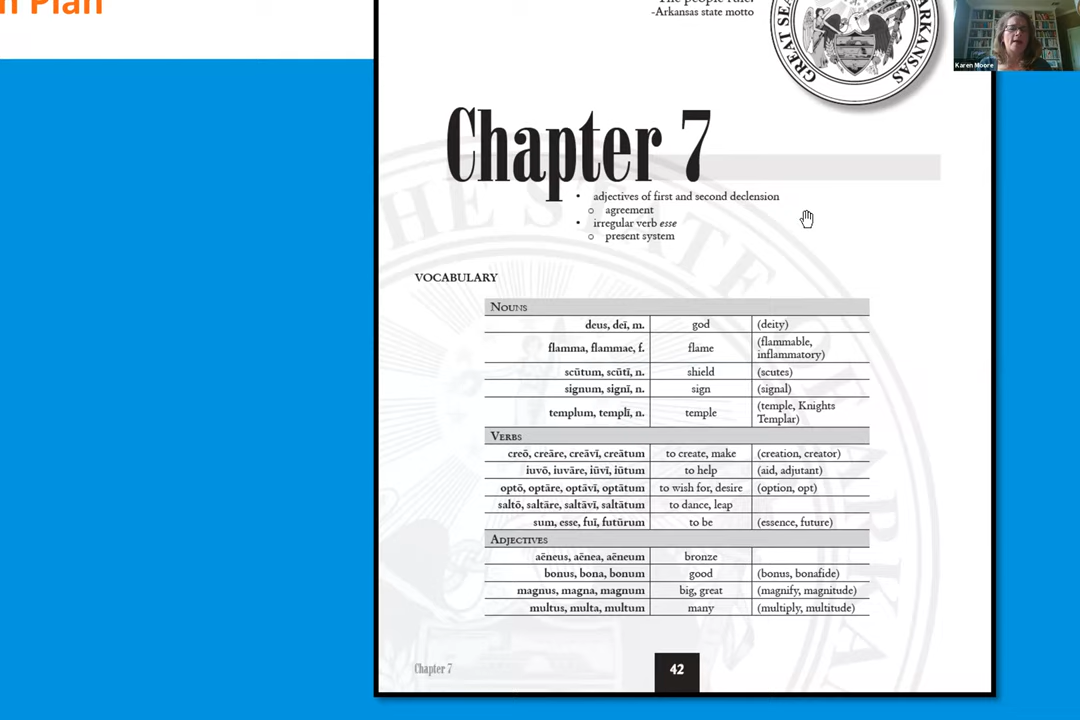 n Plan
The people rule.
-Arkansas state motto
GREAT SEA
ARKANSAS
Karen Moore
Chapter 7
• adjectives of first and second declension
o agreement
• irregular verb esse
o present system
VOCABULARY
NOUNS
deus, deī, m. god (deity)
flamma, flammae, f. flame (flammable,
inflammatory)
scūtum, scūtī, n. shield (scutes)
signum, signī, n. sign (signal)
templum, templī, n. temple (temple, Knights
Templar)
VERBS
creō, creāre, creāvī, creātum to create, make (creation, creator)
iuvō, iuvāre, iūvī, iūtum to help (aid, adjutant)
optō, optāre, optāvī, optātum to wish for, desire (option, opt)
saltō, saltāre, saltāvī, saltātum to dance, leap
sum, esse, fuī, futūrum to be (essence, future)
ADJECTIVES
aēneus, aēnea, aēneum bronze
bonus, bona, bonum good (bonus, bonafide)
magnus, magna, magnum big, great (magnify, magnitude)
multus, multa, multum many (multiply, multitude)
Chapter 7
42